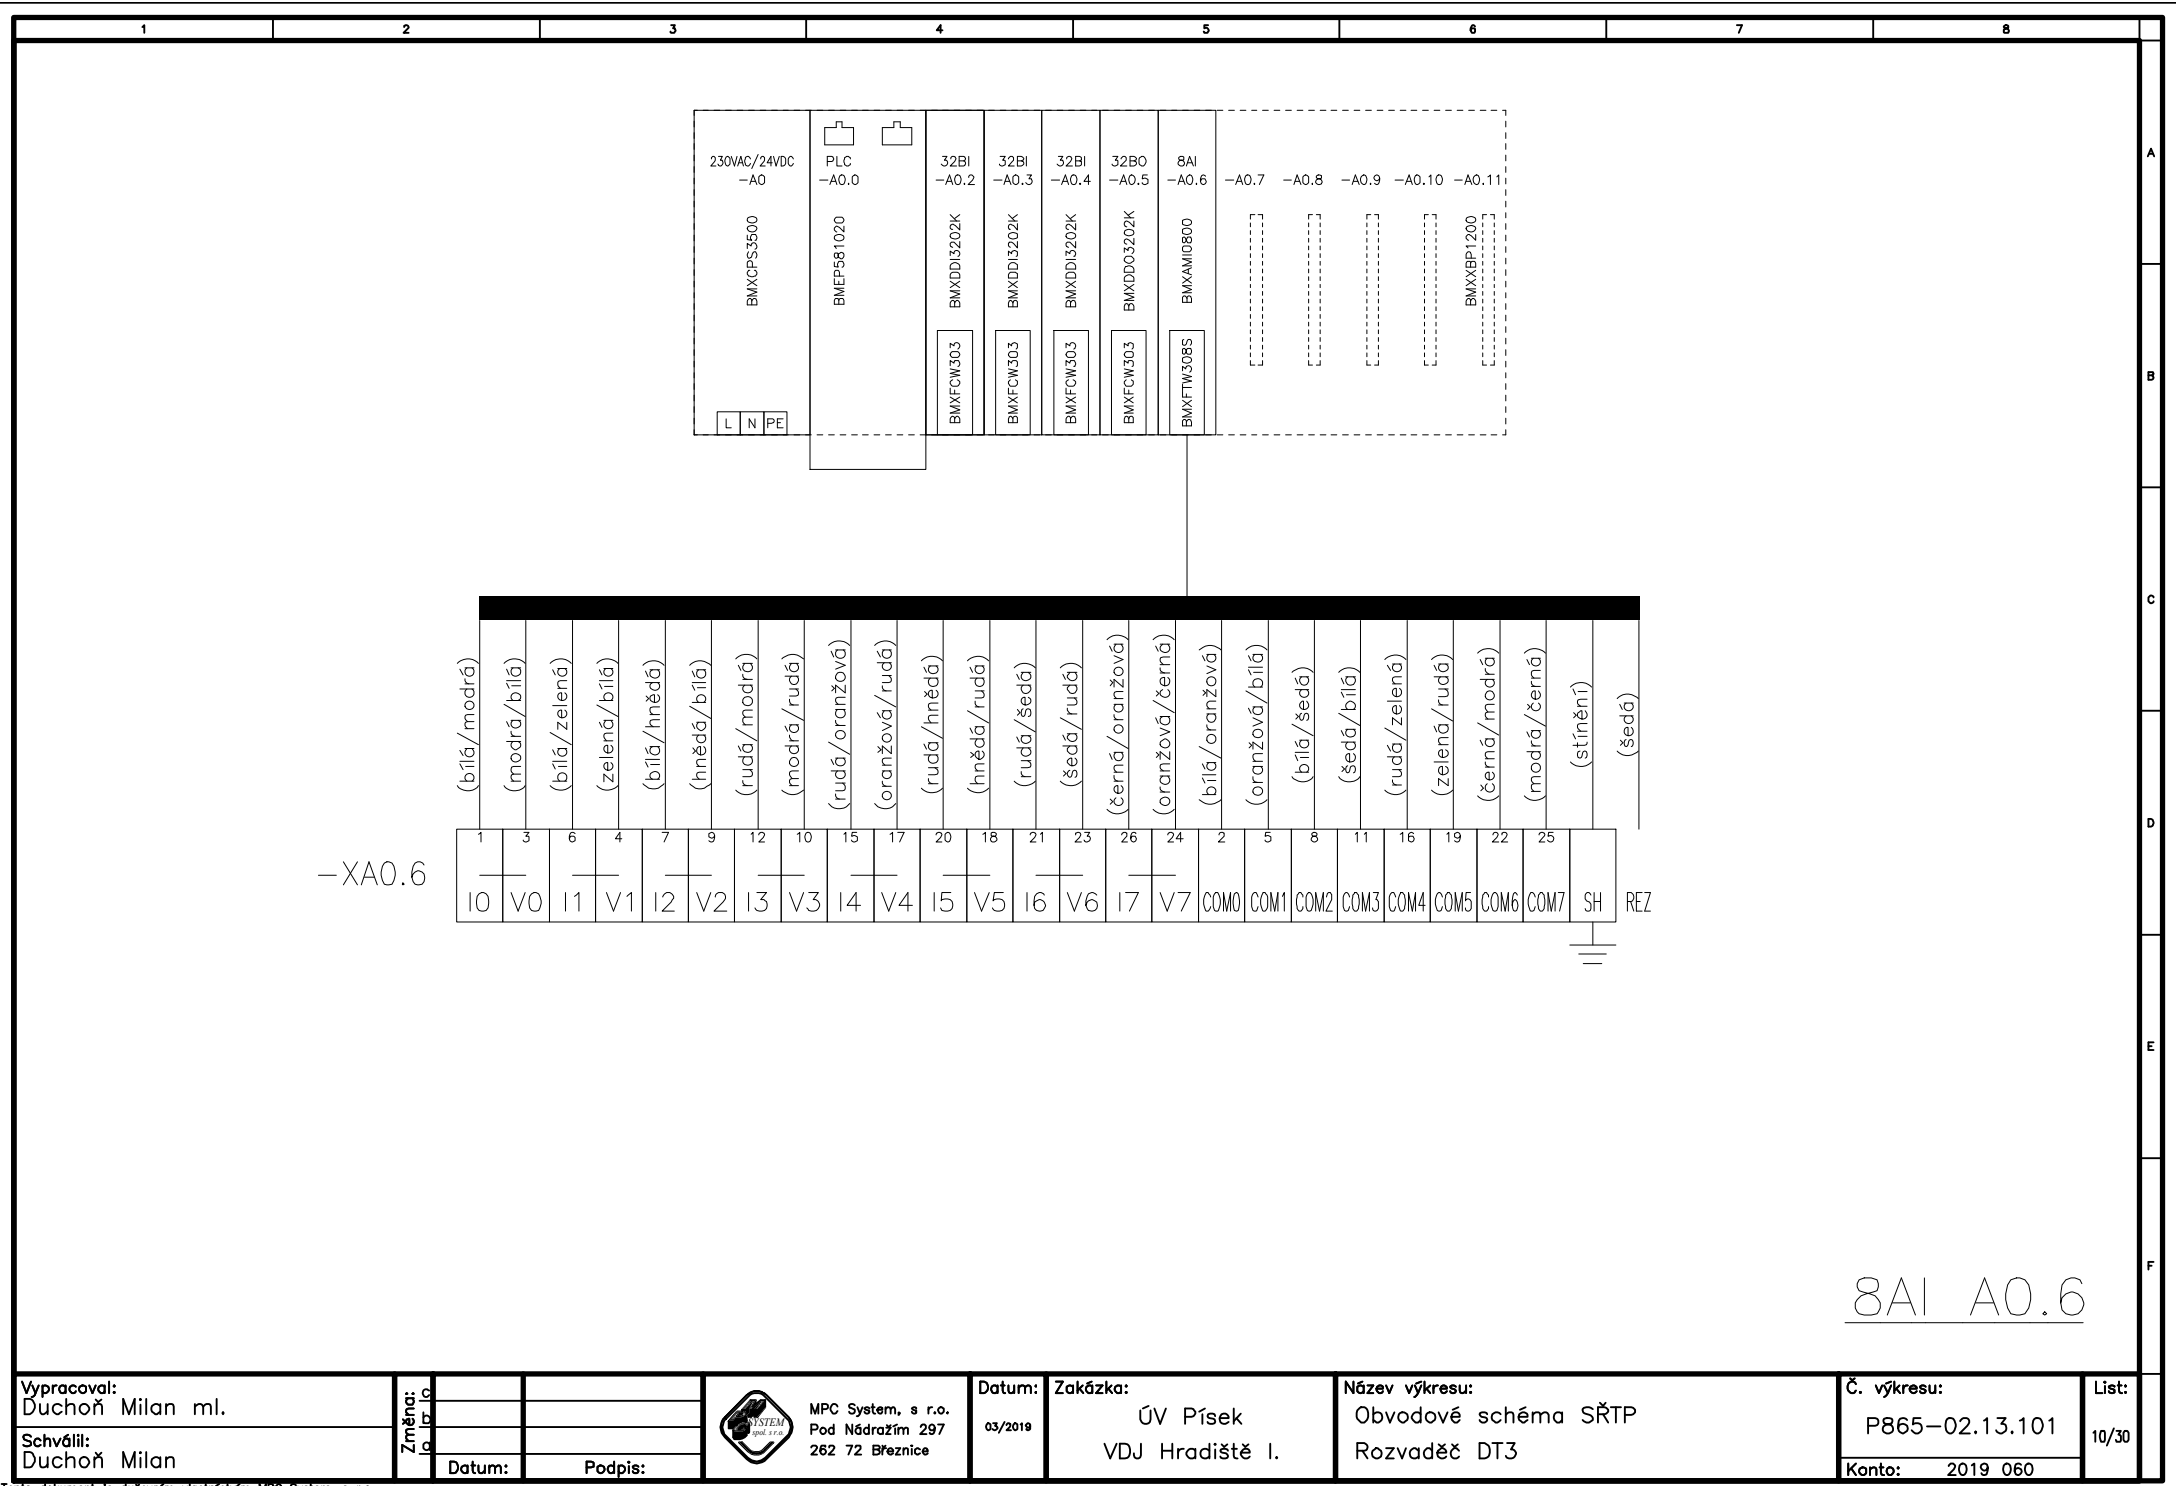 1 2 3 4 5 6 7 8
A
B
C
D
E
F
230VAC/24VDC PLC 32BI 32BI 32BI 32BO 8AI
-A0 -A0.0 -A0.2 -A0.3 -A0.4 -A0.5 -A0.6 -A0.7 -A0.8 -A0.9 -A0.10 -A0.11
BMXCPS3500
BMEP581020
BMXDDI3202K
BMXDDI3202K
BMXDDI3202K
BMXDDO3202K
BMXAMI0800
BMXXBP1200
BMXFCW303
BMXFCW303
BMXFCW303
BMXFCW303
BMXFTW308S
L N PE
(bílá/modrá)
(modrá/bílá)
(bílá/zelená)
(zelená/bílá)
(bílá/hnědá)
(hnědá/bílá)
(rudá/modrá)
(modrá/rudá)
(rudá/oranžová)
(oranžová/rudá)
(rudá/hnědá)
(hnědá/rudá)
(rudá/šedá)
(šedá/rudá)
(černá/oranžová)
(oranžová/černá)
(bílá/oranžová)
(oranžová/bílá)
(bílá/šedá)
(šedá/bílá)
(rudá/zelená)
(zelená/rudá)
(černá/modrá)
(modrá/černá)
(stínění)
(šedá)
1 3 6 4 7 9 12 10 15 17 20 18 21 23 26 24 2 5 8 11 16 19 22 25
-XA0.6
I0 V0 I1 V1 I2 V2 I3 V3 I4 V4 I5 V5 I6 V6 I7 V7 COM0 COM1 COM2 COM3 COM4 COM5 COM6 COM7 SH REZ
8AI A0.6
Vypracoval:
Duchoň Milan ml.
Schválil:
Duchoň Milan
Změna:
c
b
a
Datum: Podpis:
SYSTEM
spol. s r.o.
MPC System, s r.o.
Pod Nádražím 297
262 72 Březnice
Datum:
03/2019
Zakázka:
ÚV Písek
VDJ Hradiště I.
Název výkresu:
Obvodové schéma SŘTP
Rozvaděč DT3
Č. výkresu:
P865-02.13.101
Konto: 2019 060
List:
10/30